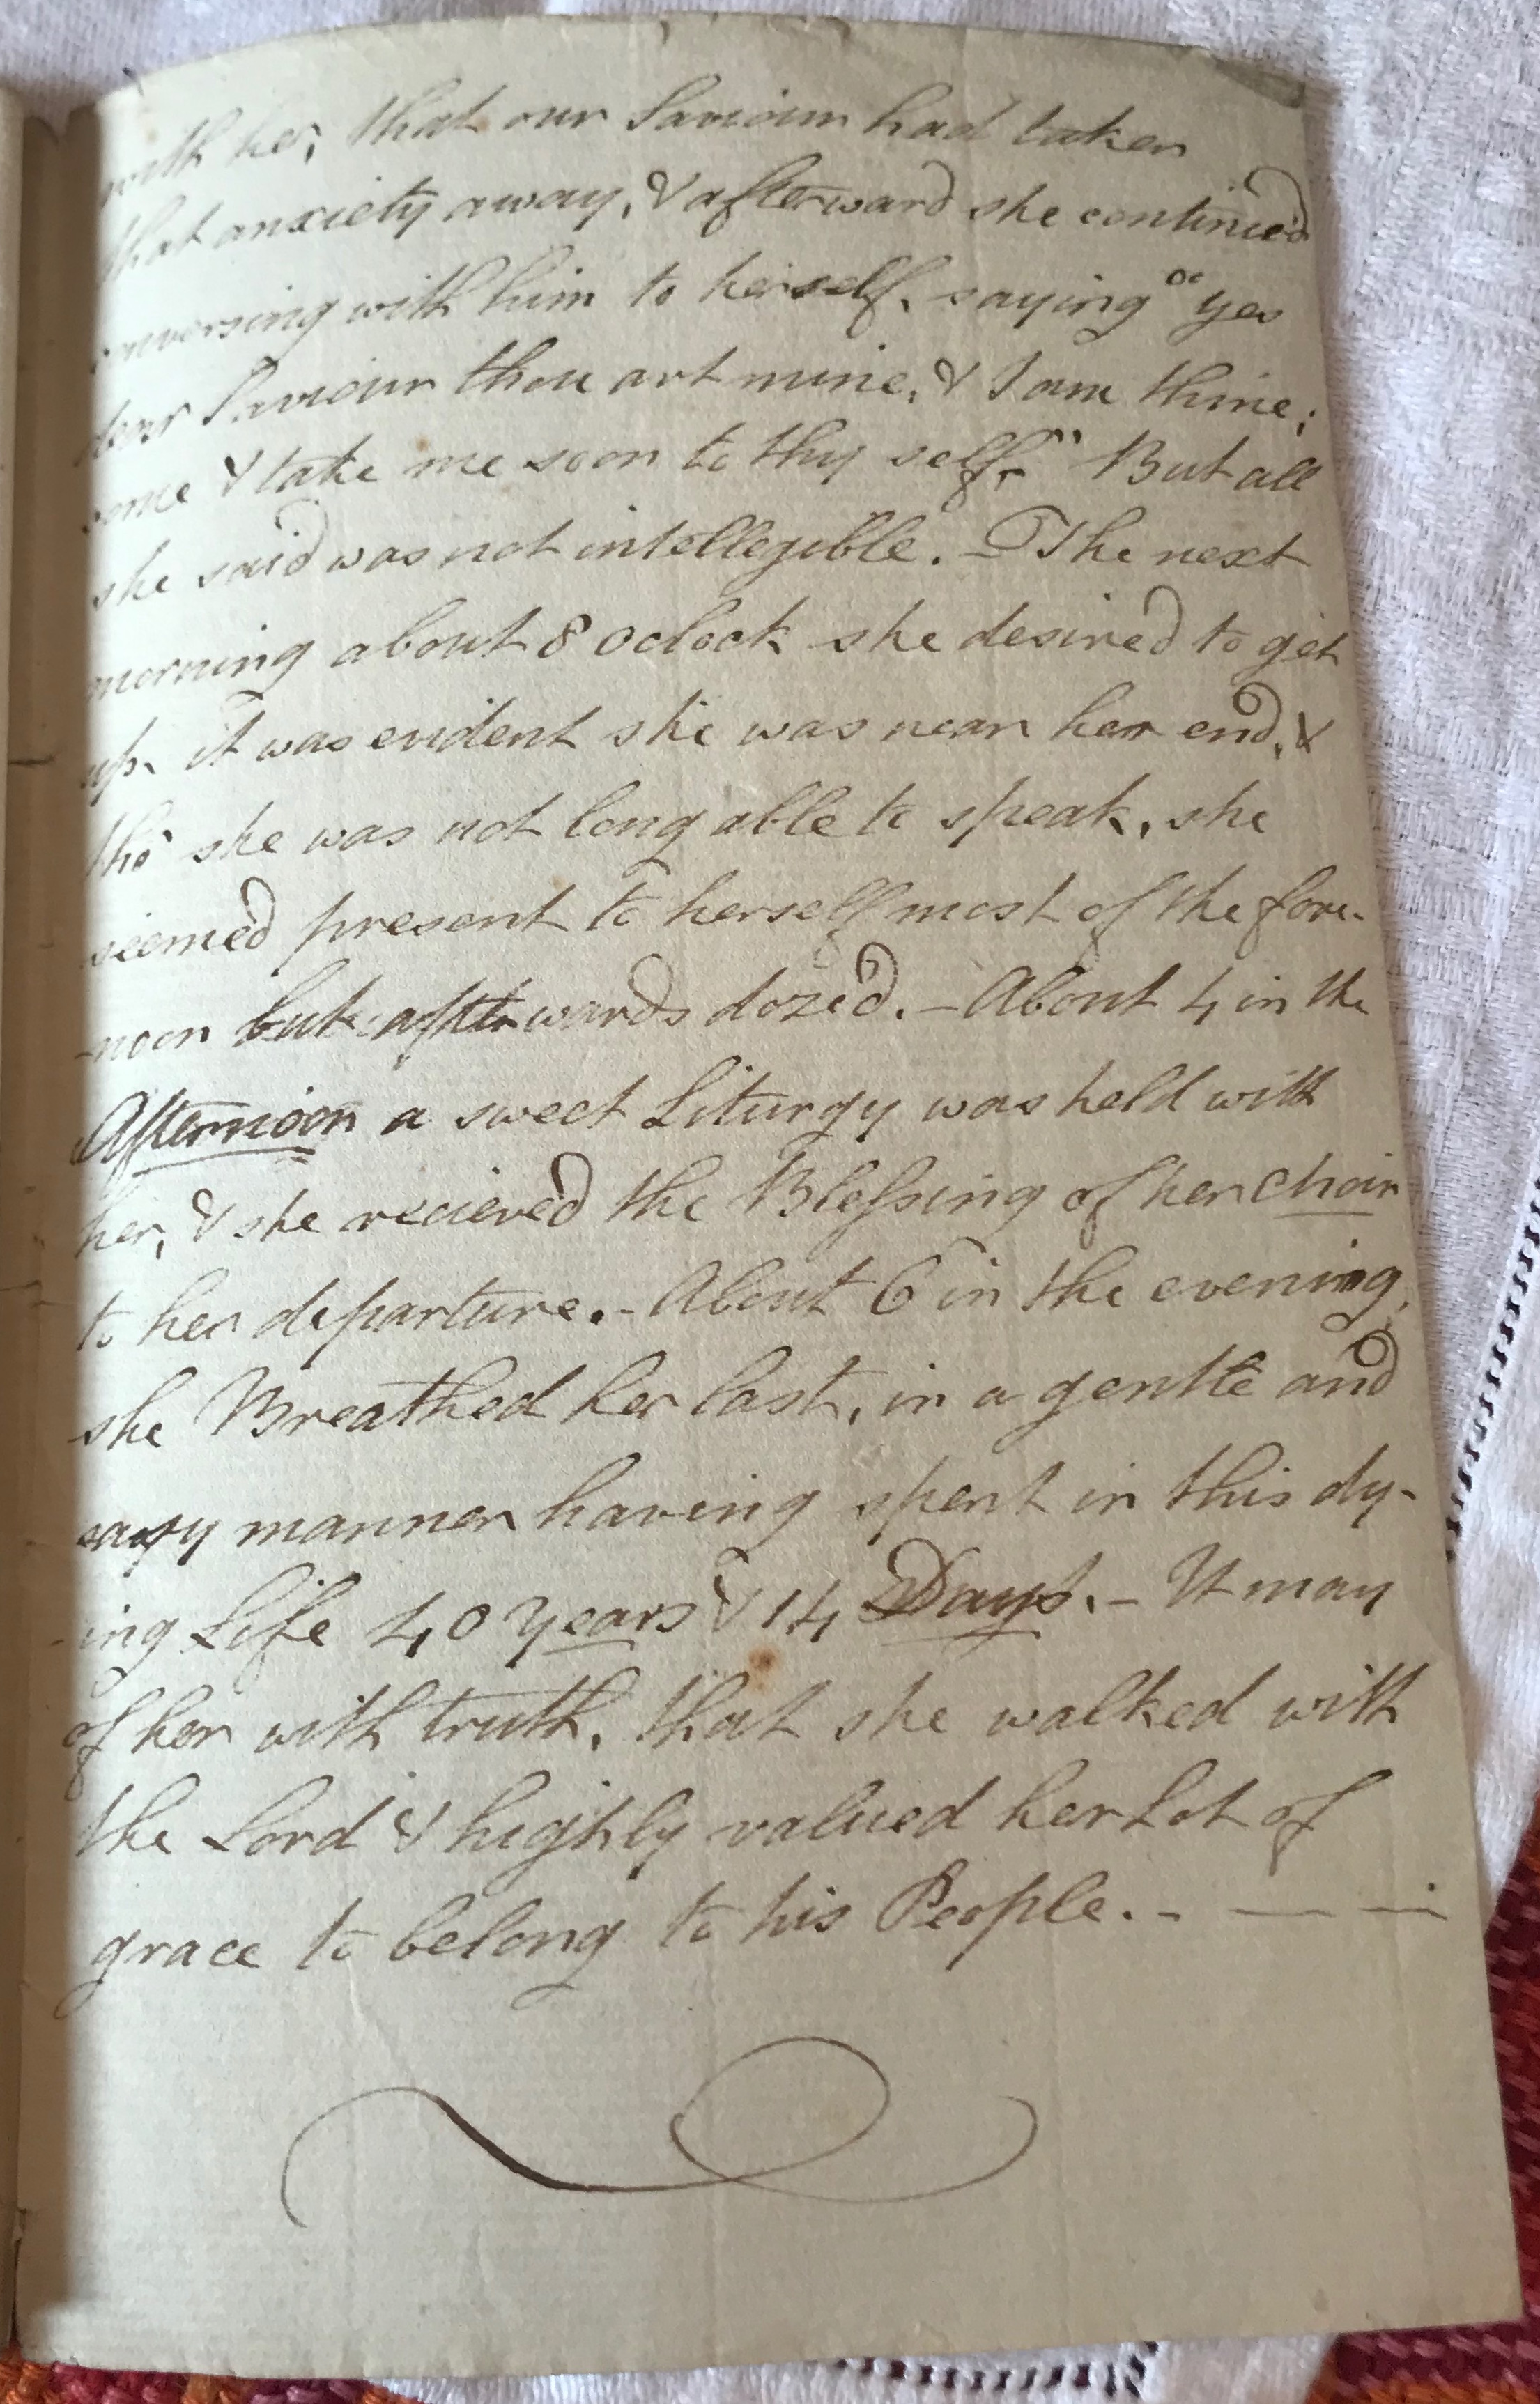 with her, that our Saviour had taken
that anxiety away, & afterward she continued
conversing with him to herself, saying "yes
dear Saviour thou art mine, & I am thine;
come & take me soon to thy self." But all
she said was not intellegible. – The next
morning about 8 oclock she desired to get
up. it was evident she was near her end, &
tho' she was not long able to speak, she
seemed present to herself most of the fore-
-noon but afterwards dozed. – About 4 in the
Afternoon a sweet Liturgy was held with
her, & she recieved the Blessing of her Choir
to her departure. – About 6 in the evening,
she Breathed her last, in a gentle and
easy manner having spent in this dy-
-ing Life 40 years & 14 Days. – It may
of her with truth, that she walked with
the Lord & highly valued her Lot of
grace to belong to his People. – — —